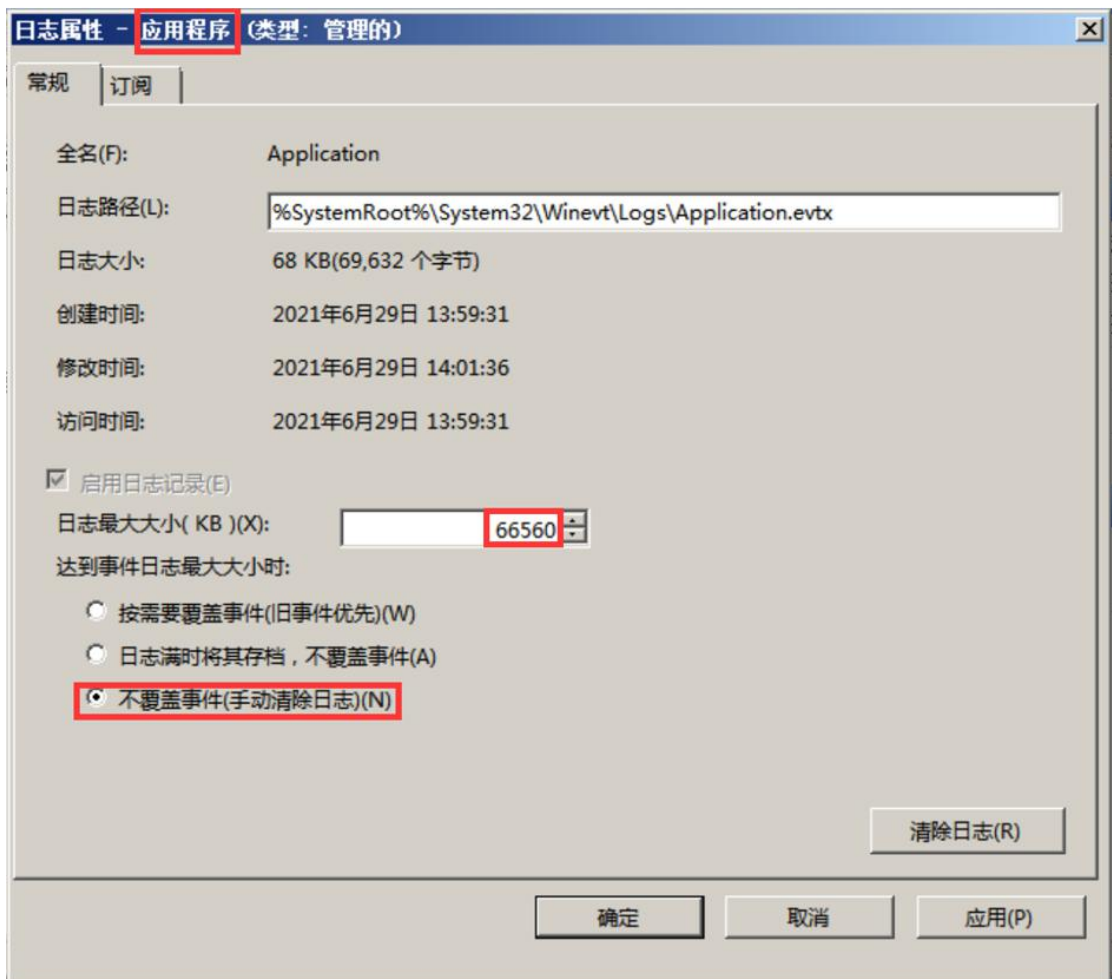 日志属性 - 应用程序 (类型: 管理的)
常规 订阅
全名(F): Application
日志路径(L): %SystemRoot%\System32\Winevt\Logs\Application.evtx
日志大小: 68 KB(69,632 个字节)
创建时间: 2021年6月29日 13:59:31
修改时间: 2021年6月29日 14:01:36
访问时间: 2021年6月29日 13:59:31
启用日志记录(E)
日志最大大小( KB )(X): 66560
达到事件日志最大大小时:
按需要覆盖事件(旧事件优先)(W)
日志满时将其存档，不覆盖事件(A)
不覆盖事件(手动清除日志)(N)
清除日志(R)
确定 取消 应用(P)